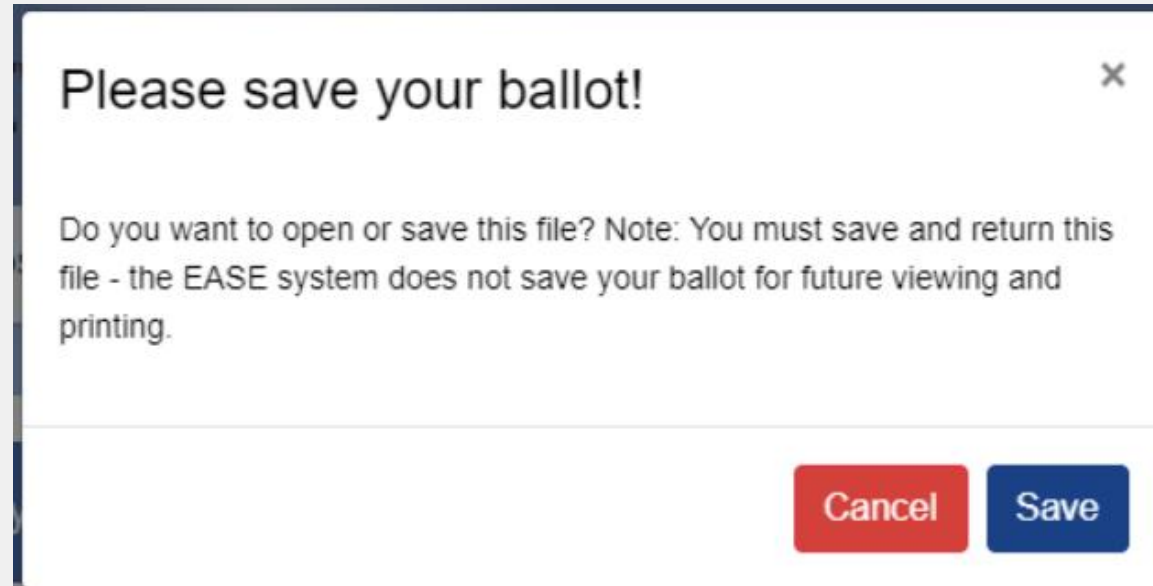 Please save your ballot!
×
Do you want to open or save this file? Note: You must save and return this
file - the EASE system does not save your ballot for future viewing and
printing.
Cancel
Save